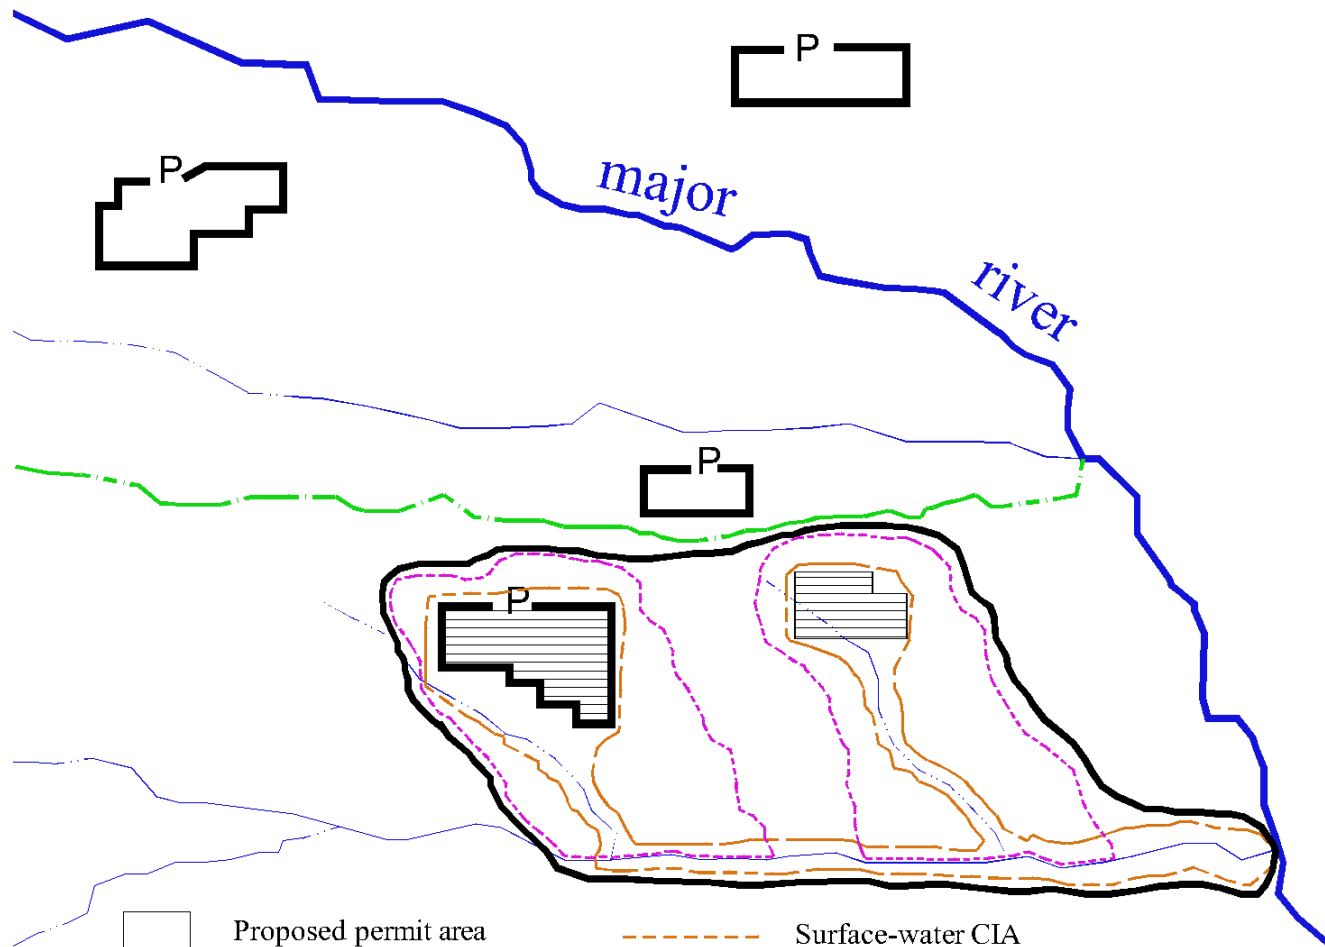 P
major
P
river
P
P
Proposed permit area
Surface-water CIA